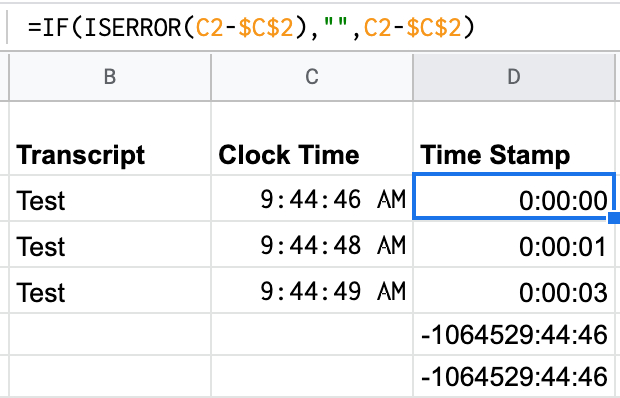 =IF(ISERROR(C2-$C$2),"",C2-$C$2)
B C D
Transcript Clock Time Time Stamp
Test 9:44:46 AM 0:00:00
Test 9:44:48 AM 0:00:01
Test 9:44:49 AM 0:00:03
-1064529:44:46
-1064529:44:46